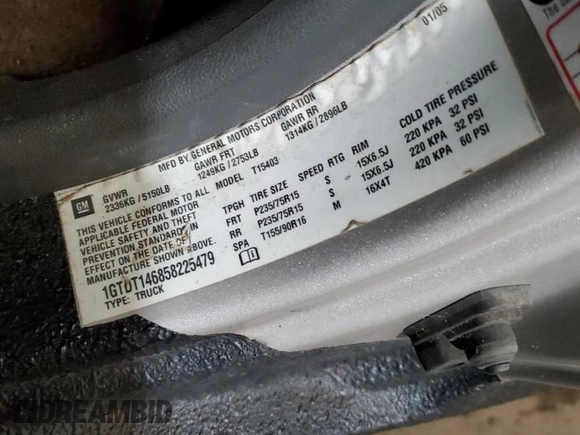 01/05
MFD BY GENERAL MOTORS CORPORATION
GVWR GAWR FRT GAWR RR
2336KG / 5150LB 1249KG / 2753LB 1314KG / 2896LB
GM
THIS VEHICLE CONFORMS TO ALL MODEL T15403
APPLICABLE FEDERAL MOTOR
VEHICLE SAFETY AND THEFT
PREVENTION STANDARDS IN
EFFECT ON THE DATE OF
MANUFACTURE SHOWN ABOVE.
TPGH TIRE SIZE SPEED RTG RIM COLD TIRE PRESSURE
FRT P235/75R15 S 15X6.5J 220 KPA 32 PSI
RR P235/75R15 S 15X6.5J 220 KPA 32 PSI
SPA T155/90R16 M 16X4T 420 KPA 60 PSI
1GTDT146858225479
TYPE: TRUCK
IDREAMBID